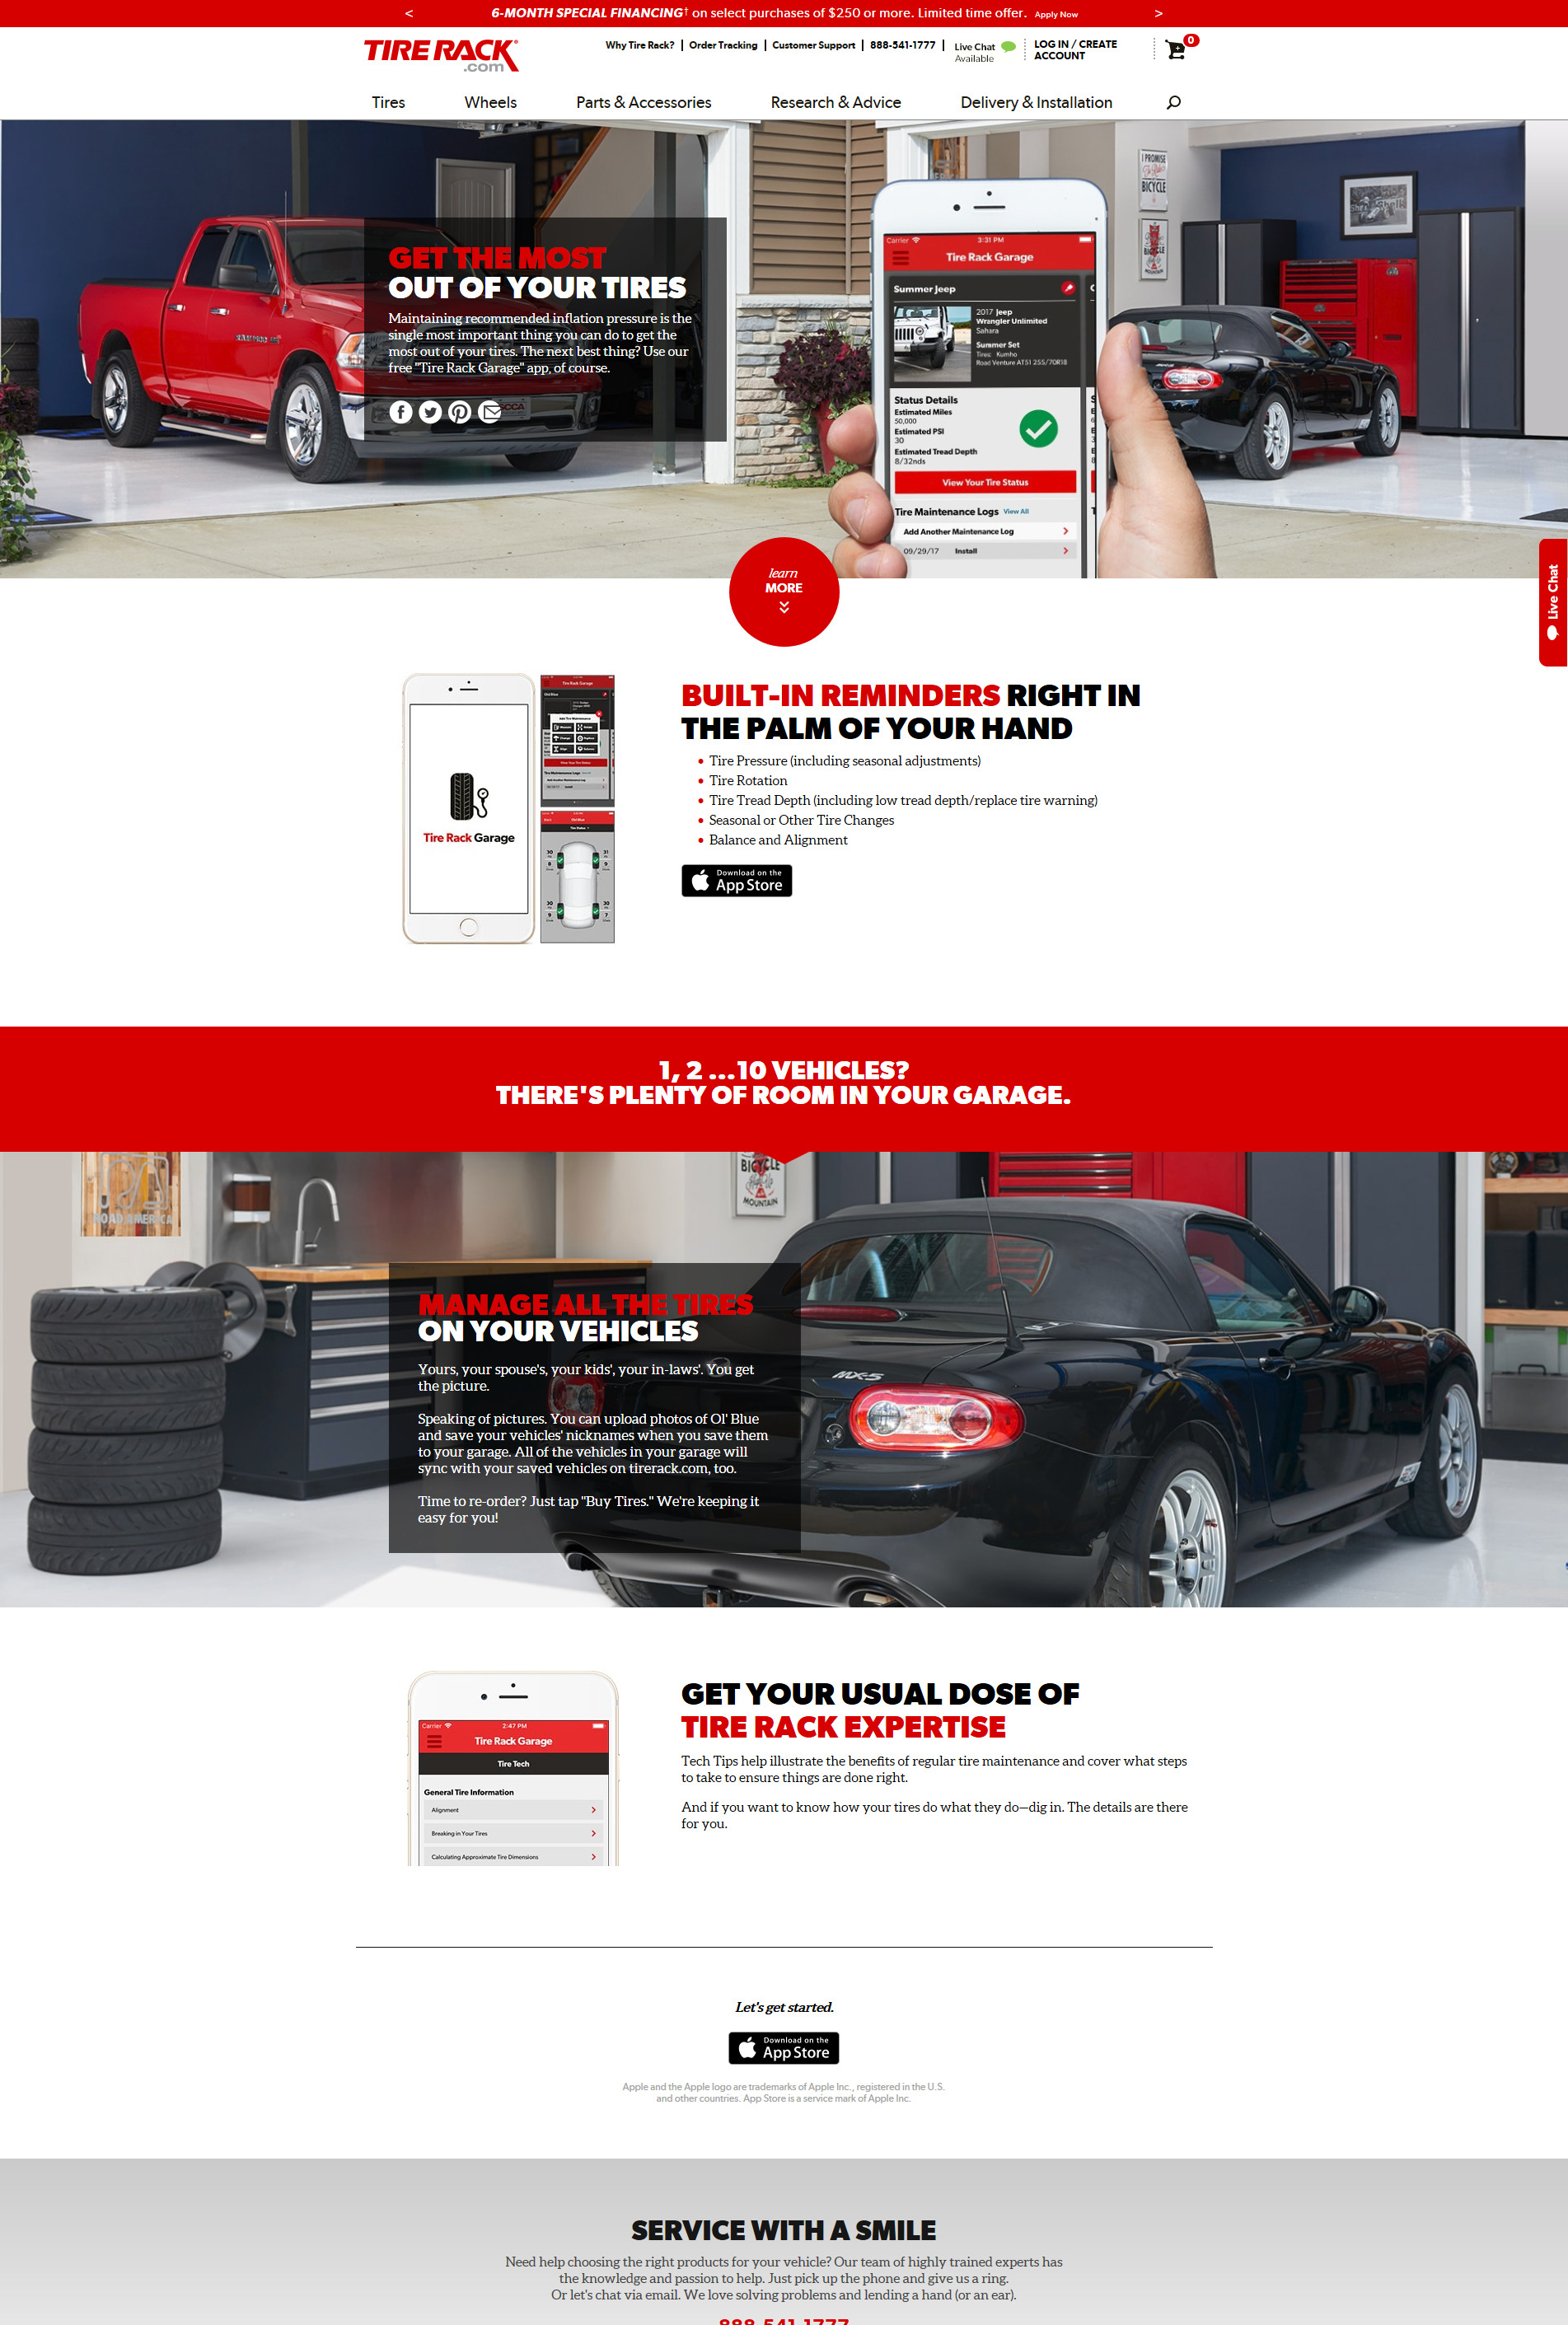 <
6-MONTH SPECIAL FINANCING† on select purchases of $250 or more. Limited time offer. Apply Now
>
TIRE RACK
.com
Why Tire Rack? | Order Tracking | Customer Support | 888-541-1777 |
Live Chat
Available
LOG IN / CREATE
ACCOUNT
0
Tires
Wheels
Parts & Accessories
Research & Advice
Delivery & Installation
GET THE MOST
OUT OF YOUR TIRES
Maintaining recommended inflation pressure is the
single most important thing you can do to get the
most out of your tires. The next best thing? Use our
free "Tire Rack Garage" app, of course.
I PROMISE
BICYCLE
BICYCLE
MOUNTAIN
Carrier
3:31 PM
Tire Rack Garage
Summer Jeep
2017 Jeep
Wrangler Unlimited
Sahara
Summer Set
Tires: Kumho
Road Venture AT51 255/70R18
Status Details
Estimated Miles
50,000
Estimated PSI
30
Estimated Tread Depth
8/32nds
View Your Tire Status
Tire Maintenance Logs View All
Add Another Maintenance Log
09/29/17 Install
learn
MORE
Live Chat
Tire Rack Garage
BUILT-IN REMINDERS RIGHT IN
THE PALM OF YOUR HAND
• Tire Pressure (including seasonal adjustments)
• Tire Rotation
• Tire Tread Depth (including low tread depth/replace tire warning)
• Seasonal or Other Tire Changes
• Balance and Alignment
Download on the
App Store
1, 2 ...10 VEHICLES?
THERE'S PLENTY OF ROOM IN YOUR GARAGE.
ROAD AMERICA
BICYCLE
MOUNTAIN
MX-5
MANAGE ALL THE TIRES
ON YOUR VEHICLES
Yours, your spouse's, your kids', your in-laws'. You get
the picture.
Speaking of pictures. You can upload photos of Ol' Blue
and save your vehicles' nicknames when you save them
to your garage. All of the vehicles in your garage will
sync with your saved vehicles on tirerack.com, too.
Time to re-order? Just tap "Buy Tires." We're keeping it
easy for you!
Carrier
2:47 PM
Tire Rack Garage
Tire Tech
General Tire Information
Alignment
Breaking in Your Tires
Calculating Approximate Tire Dimensions
GET YOUR USUAL DOSE OF
TIRE RACK EXPERTISE
Tech Tips help illustrate the benefits of regular tire maintenance and cover what steps
to take to ensure things are done right.
And if you want to know how your tires do what they do—dig in. The details are there
for you.
Let's get started.
Download on the
App Store
Apple and the Apple logo are trademarks of Apple Inc., registered in the U.S.
and other countries. App Store is a service mark of Apple Inc.
SERVICE WITH A SMILE
Need help choosing the right products for your vehicle? Our team of highly trained experts has
the knowledge and passion to help. Just pick up the phone and give us a ring.
Or let's chat via email. We love solving problems and lending a hand (or an ear).
888-541-1777